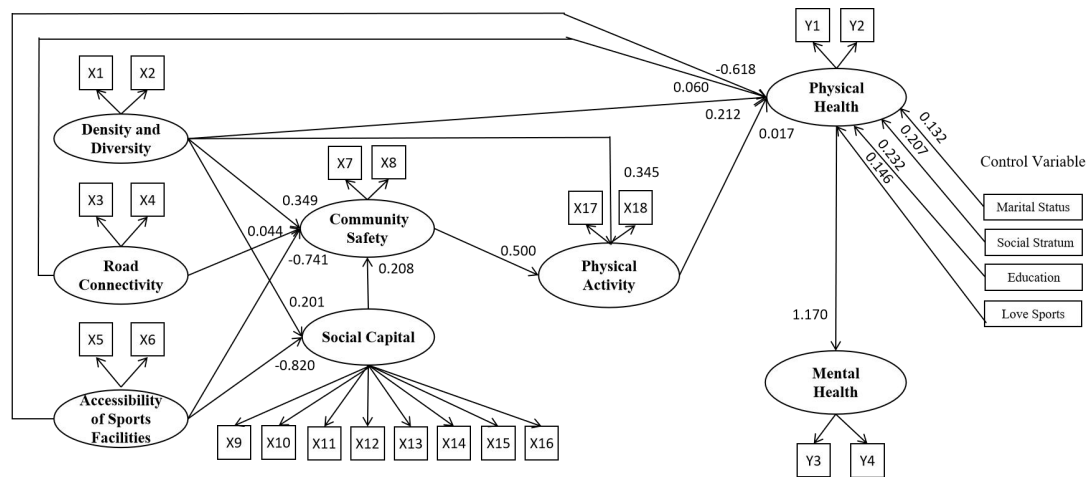 Y1
Y2
X1
X2
-0.618
Physical
Health
0.060
0.212
0.017
Density and
Diversity
0.132
0.207
0.232
0.146
Control Variable
X7
X8
0.345
X3
X4
0.349
X17
X18
Marital Status
Community
Safety
0.044
0.500
Social Stratum
Road
Connectivity
-0.741
0.208
Physical
Activity
Education
0.201
Love Sports
1.170
X5
X6
Social Capital
-0.820
Mental
Health
Accessibility
of Sports
Facilities
X9
X10
X11
X12
X13
X14
X15
X16
Y3
Y4